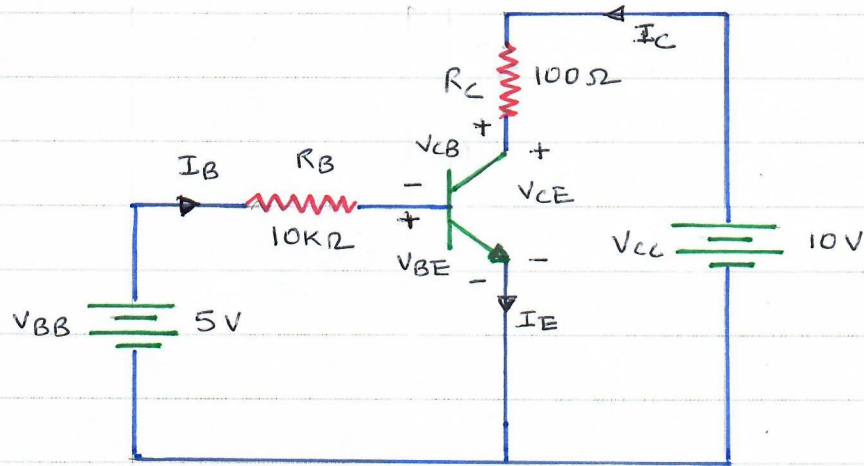 IC
RC 100Ω
+
VCB +
IB RB
- VCE
+
10KΩ
VCC 10V
VBE -
-
VBB 5V IE